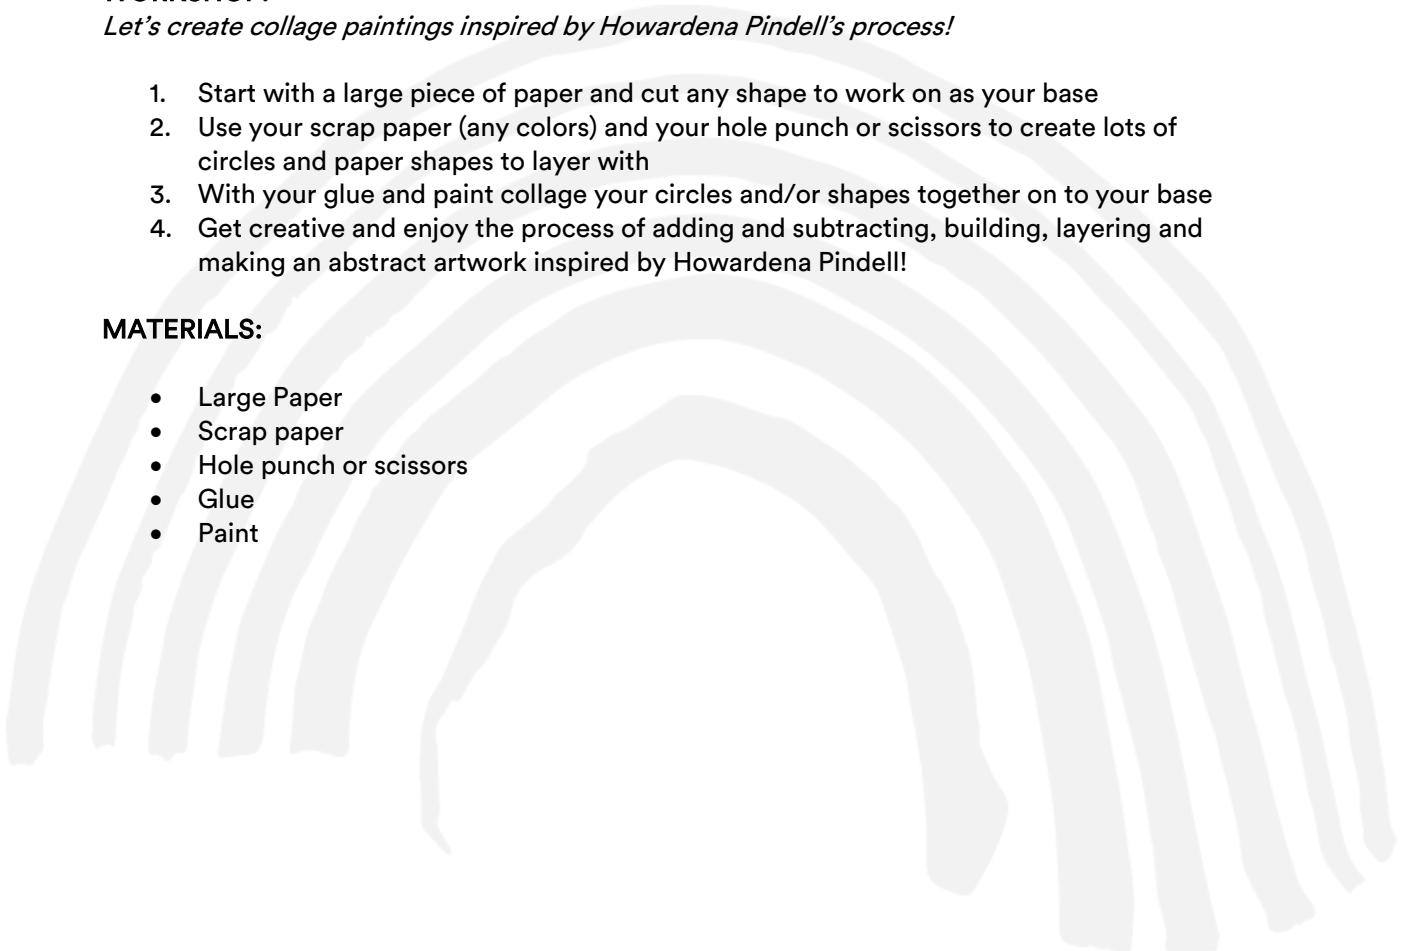 WORKSHOP:
Let's create collage paintings inspired by Howardena Pindell's process!
1. Start with a large piece of paper and cut any shape to work on as your base
2. Use your scrap paper (any colors) and your hole punch or scissors to create lots of
circles and paper shapes to layer with
3. With your glue and paint collage your circles and/or shapes together on to your base
4. Get creative and enjoy the process of adding and subtracting, building, layering and
making an abstract artwork inspired by Howardena Pindell!
MATERIALS:
• Large Paper
• Scrap paper
• Hole punch or scissors
• Glue
• Paint